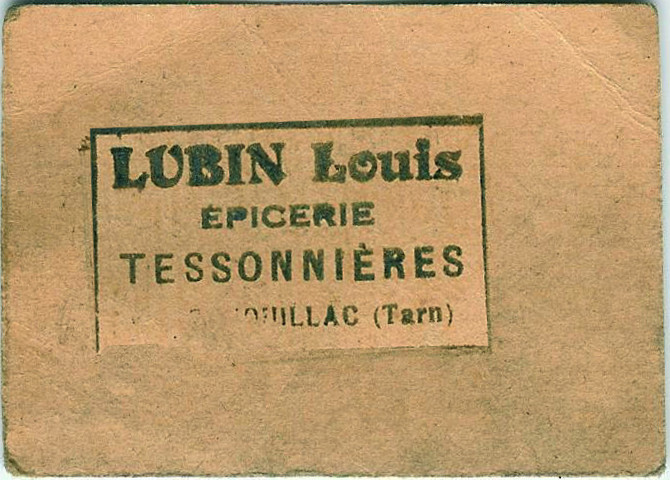 LUBIN Louis
ÉPICERIE
TESSONNIÈRES
(Tarn)